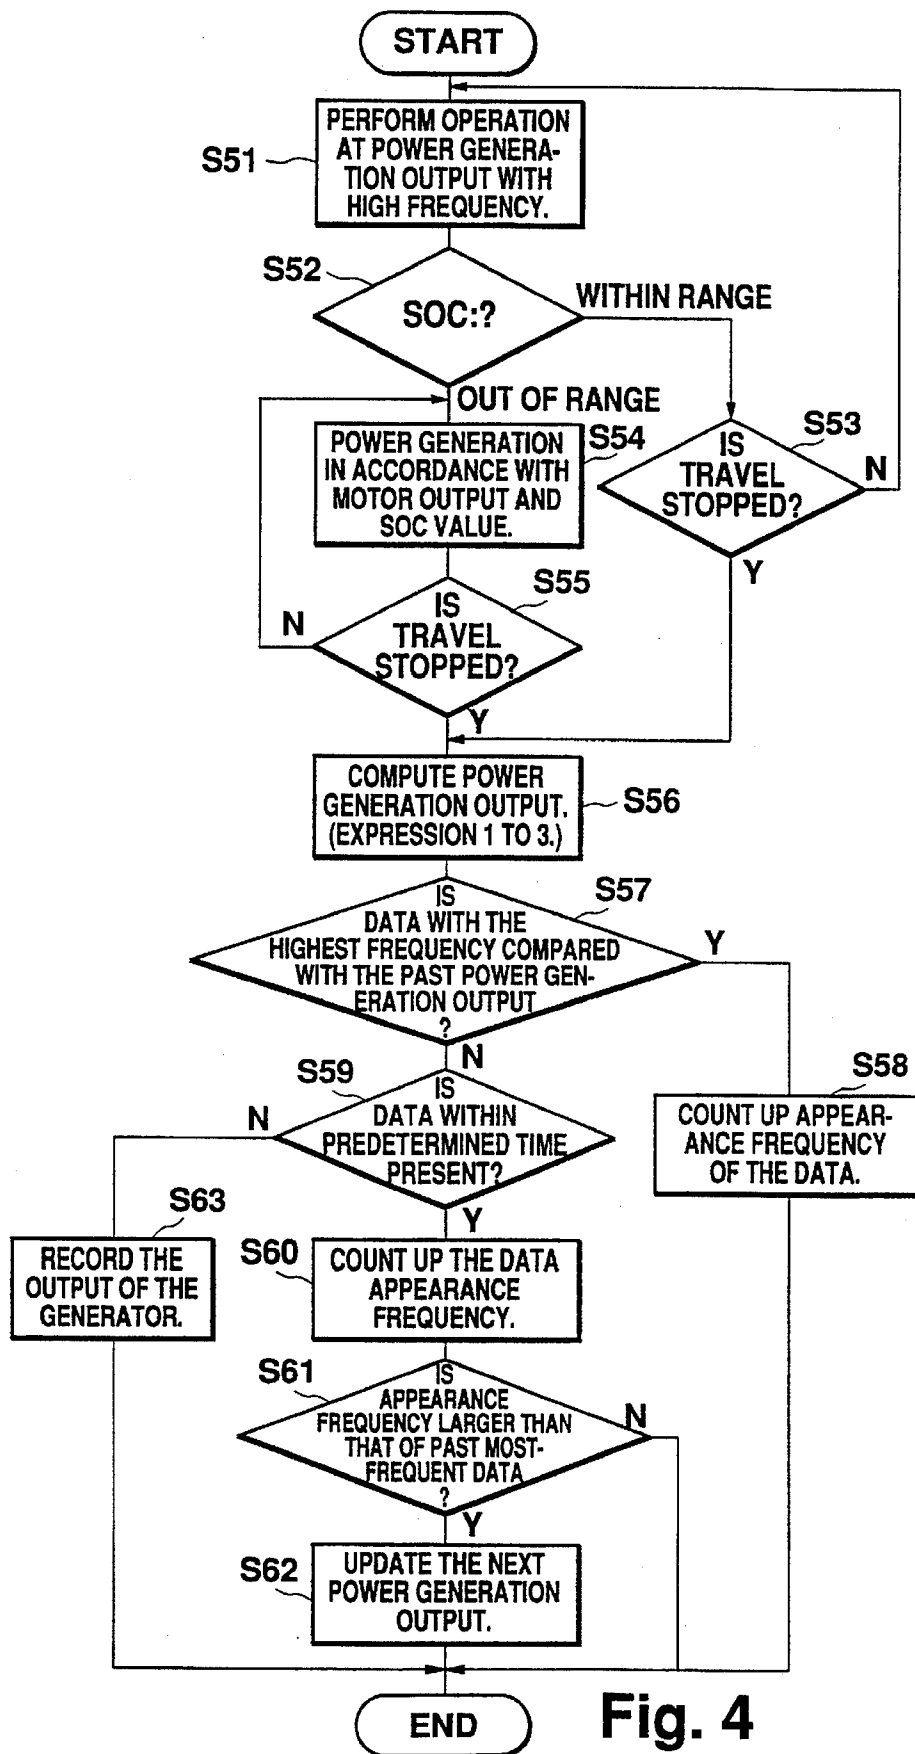 START
PERFORM OPERATION
AT POWER GENERA-
TION OUTPUT WITH
HIGH FREQUENCY.
S51
S52
SOC:?
WITHIN RANGE
OUT OF RANGE
S54
POWER GENERATION
IN ACCORDANCE WITH
MOTOR OUTPUT AND
SOC VALUE.
S53
IS
TRAVEL
STOPPED?
N
Y
S55
IS
TRAVEL
STOPPED?
N
Y
COMPUTE POWER
GENERATION OUTPUT.
(EXPRESSION 1 TO 3.)
S56
S57
IS
DATA WITH THE
HIGHEST FREQUENCY COMPARED
WITH THE PAST POWER GEN-
ERATION OUTPUT
?
Y
N
S58
COUNT UP APPEAR-
ANCE FREQUENCY
OF THE DATA.
S59
IS
DATA WITHIN
PREDETERMINED TIME
PRESENT?
N
Y
S63
RECORD THE
OUTPUT OF THE
GENERATOR.
S60
COUNT UP THE DATA
APPEARANCE
FREQUENCY.
S61
IS
APPEARANCE
FREQUENCY LARGER THAN
THAT OF PAST MOST-
FREQUENT DATA
?
N
Y
S62
UPDATE THE NEXT
POWER GENERATION
OUTPUT.
END
Fig. 4